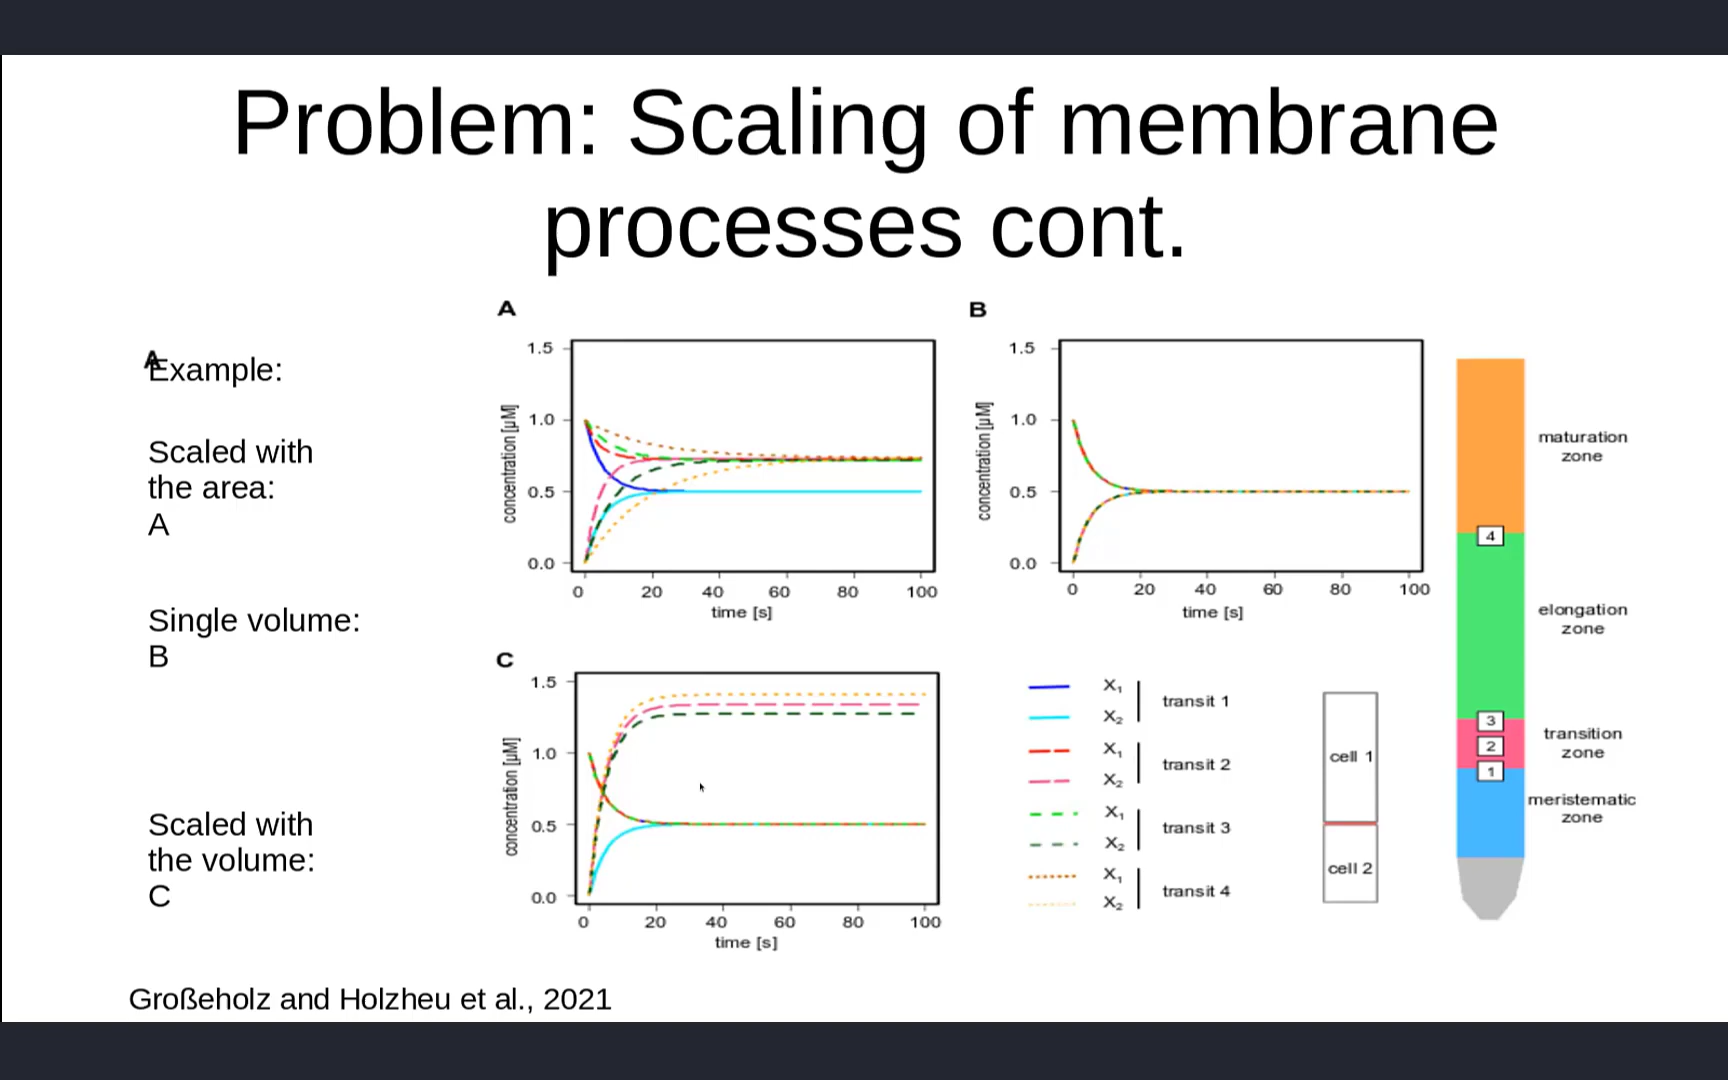 Problem: Scaling of membrane
processes cont.
A
Example:
Scaled with
the area:
A
Single volume:
B
Scaled with
the volume:
C
A
concentration [µM]
1.5
1.0
0.5
0.0
0 20 40 60 80 100
time [s]
B
concentration [µM]
1.5
1.0
0.5
0.0
0 20 40 60 80 100
time [s]
C
concentration [µM]
1.5
1.0
0.5
0.0
0 20 40 60 80 100
time [s]
X₁
X₂
transit 1
X₁
X₂
transit 2
X₁
X₂
transit 3
X₁
X₂
transit 4
cell 1
cell 2
maturation
zone
4
elongation
zone
3
2
1
transition
zone
meristematic
zone
Großeholz and Holzheu et al., 2021